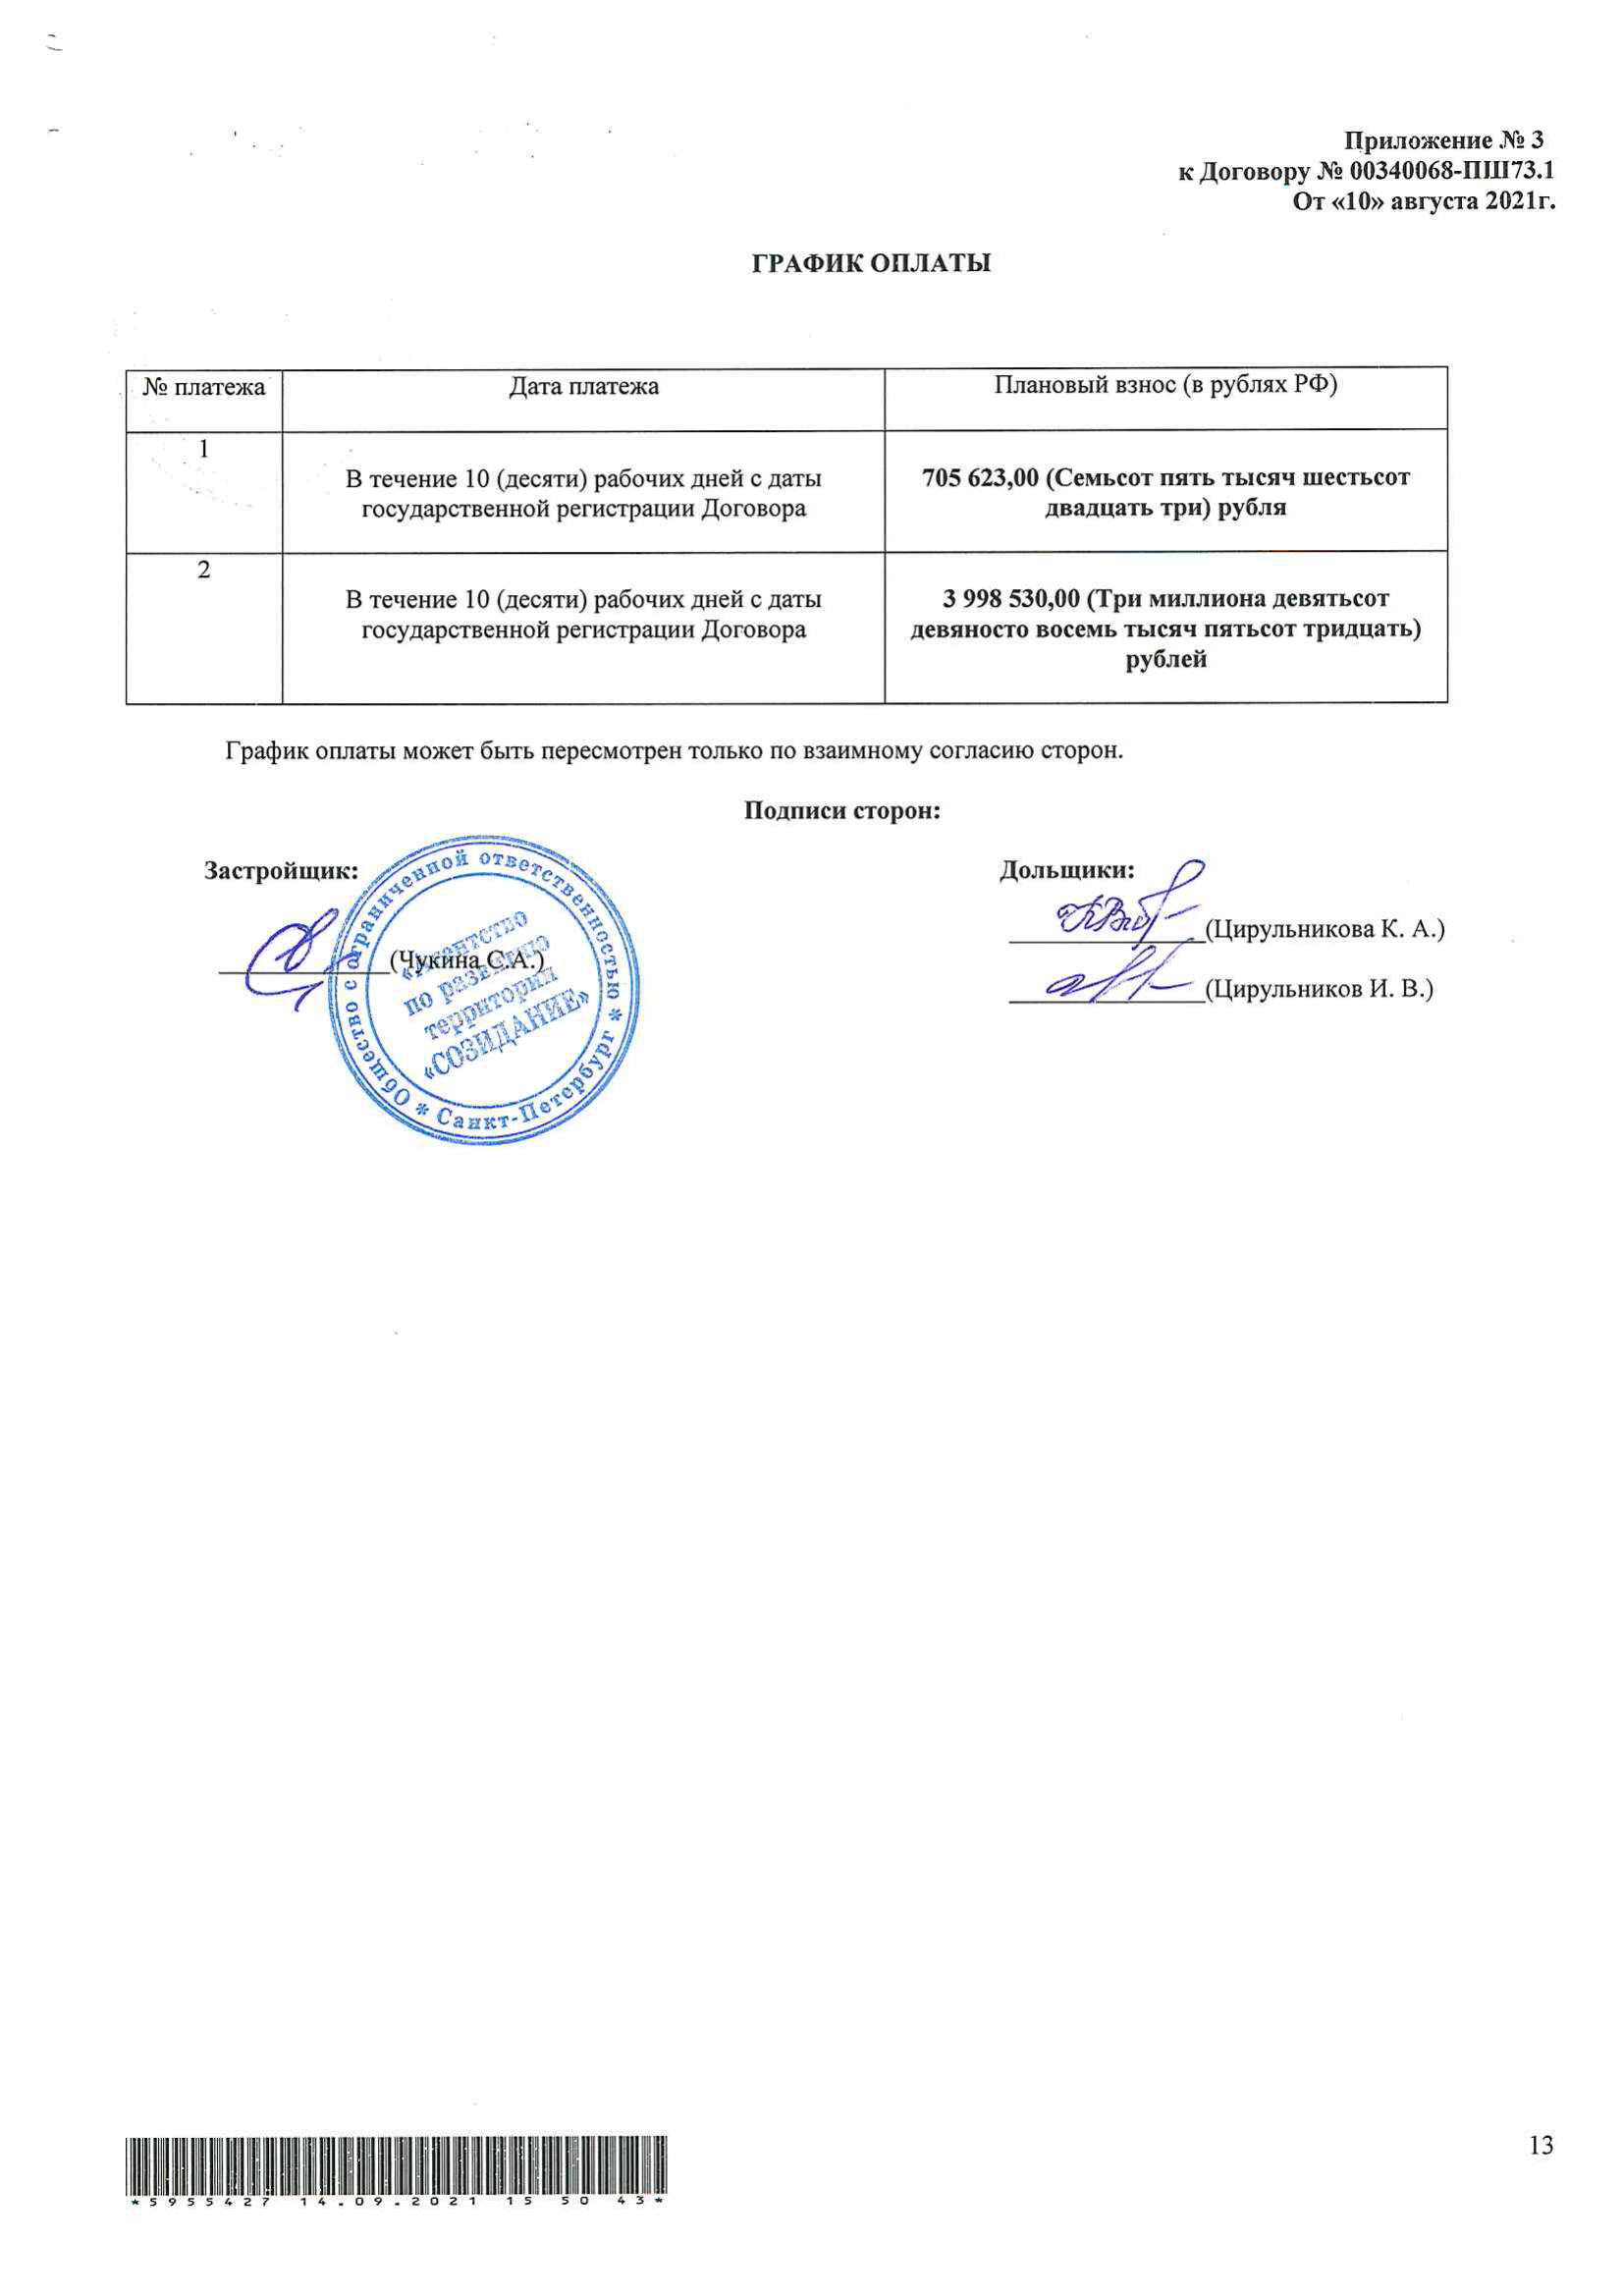 Приложение № 3
к Договору № 00340068-ПШ73.1
От «10» августа 2021г.
ГРАФИК ОПЛАТЫ
№ платежа
Дата платежа
Плановый взнос (в рублях РФ)
1
В течение 10 (десяти) рабочих дней с даты
государственной регистрации Договора
705 623,00 (Семьсот пять тысяч шестьсот
двадцать три) рубля
2
В течение 10 (десяти) рабочих дней с даты
государственной регистрации Договора
3 998 530,00 (Три миллиона девятьсот
девяносто восемь тысяч пятьсот тридцать)
рублей
График оплаты может быть пересмотрен только по взаимному согласию сторон.
Подписи сторон:
Застройщик:
(Чукина С.А.)
Общество с ограниченной ответственностью * Санкт-Петербург *
«Агентство
по развитию
территорий
«СОЗИДАНИЕ»
Дольщики:
(Цирульникова К. А.)
(Цирульников И. В.)
*5955427 14.09.2021 15 50 43*
13